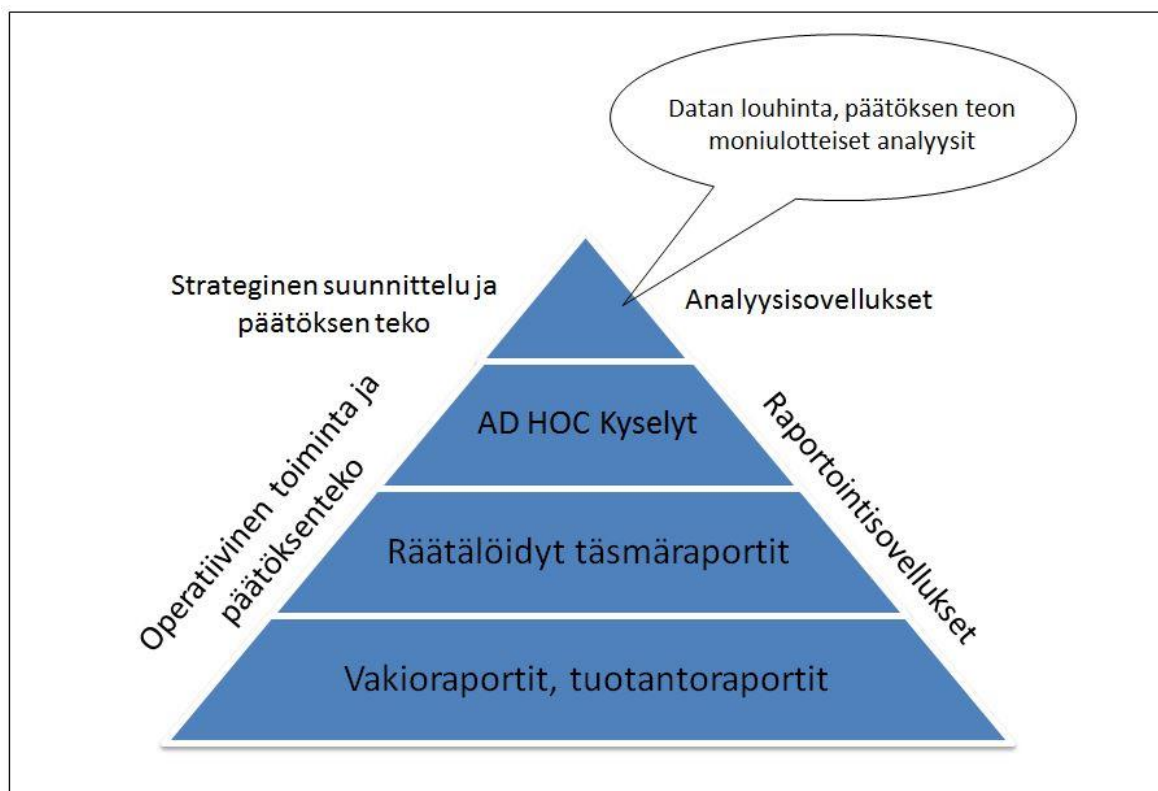 Datan louhinta, päätöksen teon
moniulotteiset analyysit
Strateginen suunnittelu ja
päätöksen teko
Analyysisovellukset
Operatiivinen toiminta ja
päätöksenteko
AD HOC Kyselyt
Raportointisovellukset
Räätälöidyt täsmäraportit
Vakioraportit, tuotantoraportit